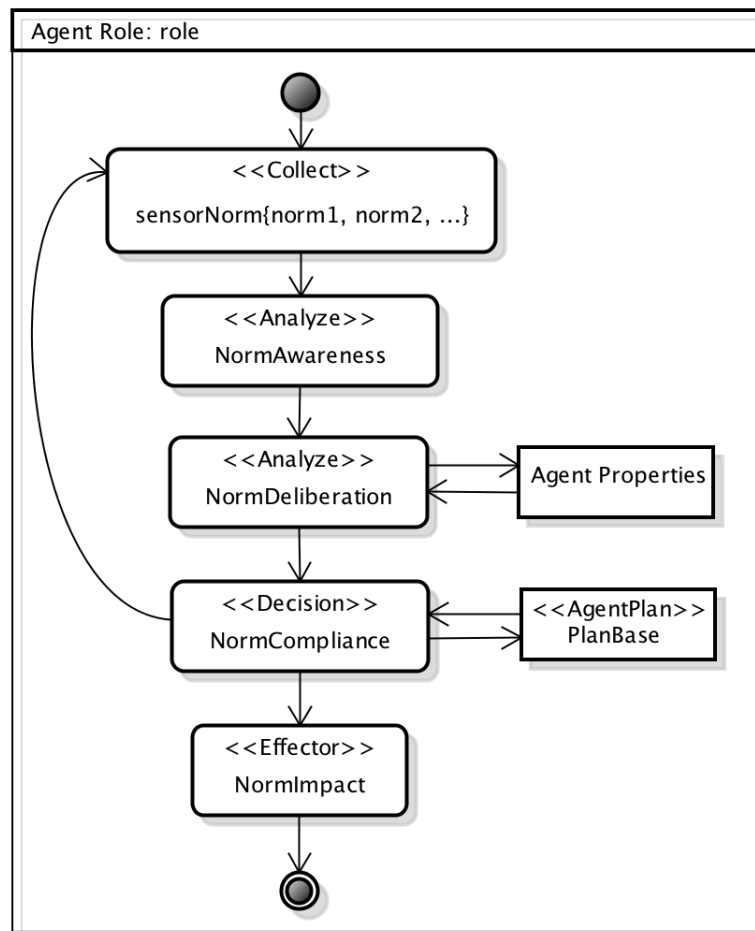 Agent Role: role
<<Collect>>
sensorNorm{norm1, norm2, ...}
<<Analyze>>
NormAwareness
<<Analyze>>
NormDeliberation
Agent Properties
<<Decision>>
NormCompliance
<<AgentPlan>>
PlanBase
<<Effector>>
NormImpact